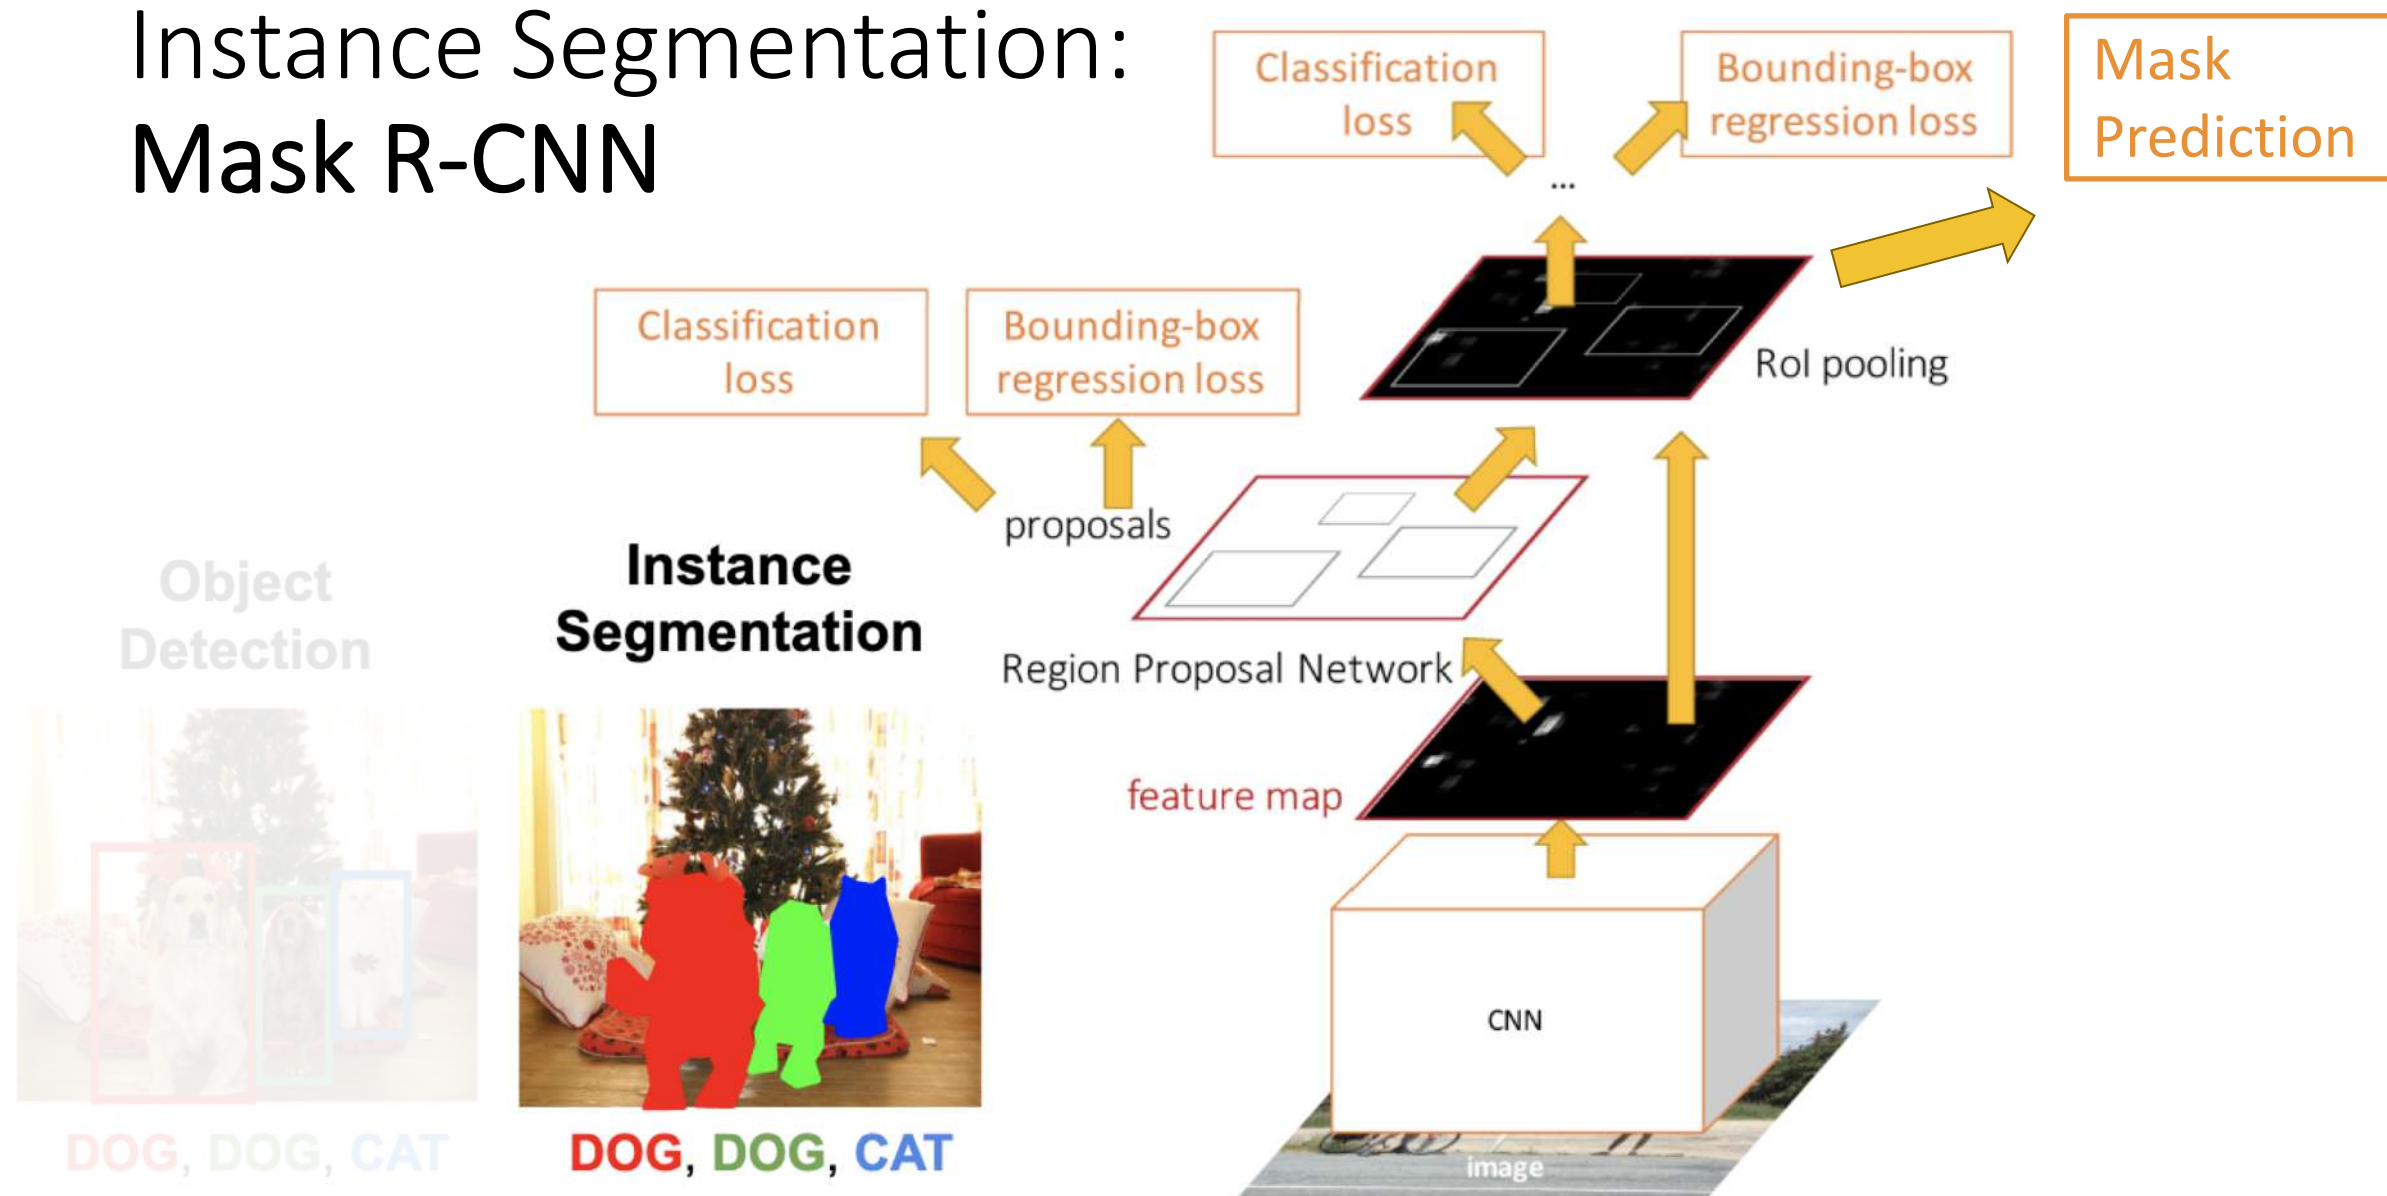 Instance Segmentation:
Mask R-CNN
Classification
loss
Bounding-box
regression loss
Mask
Prediction
...
Classification
loss
Bounding-box
regression loss
RoI pooling
proposals
Object
Detection
Instance
Segmentation
Region Proposal Network
feature map
CNN
image
DOG, DOG, CAT
DOG, DOG, CAT